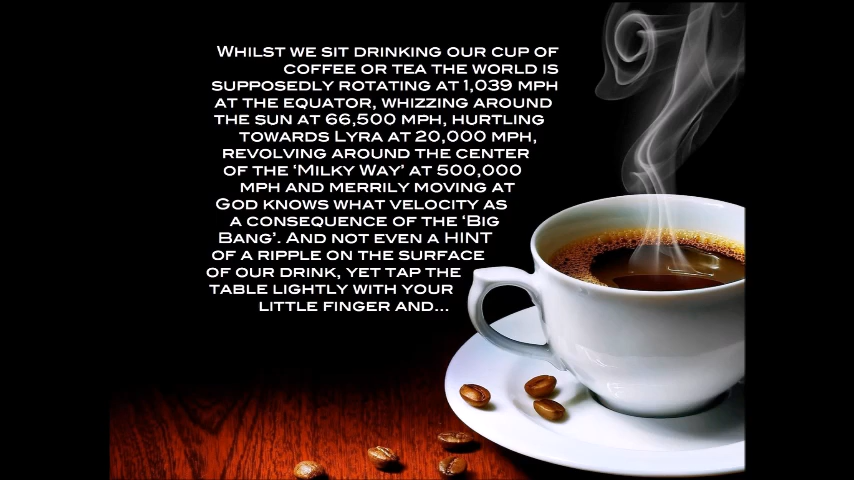 Whilst we sit drinking our cup of
coffee or tea the world is
supposedly rotating at 1,039 mph
at the equator, whizzing around
the sun at 66,500 mph, hurtling
towards Lyra at 20,000 mph,
revolving around the center
of the ‘Milky Way’ at 500,000
mph and merrily moving at
God knows what velocity as
a consequence of the ‘Big
Bang’. And not even a HINT
of a ripple on the surface
of our drink, yet tap the
table lightly with your
little finger and...